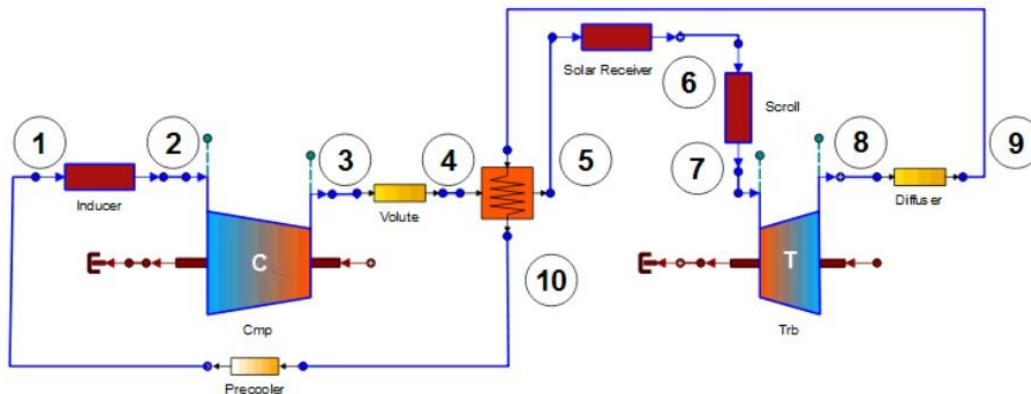 Solar Receiver
6
Scroll
1
2
3
4
5
7
8
9
Inducer
Volute
Diffuser
C
T
10
Cmp
Trb
Precooler